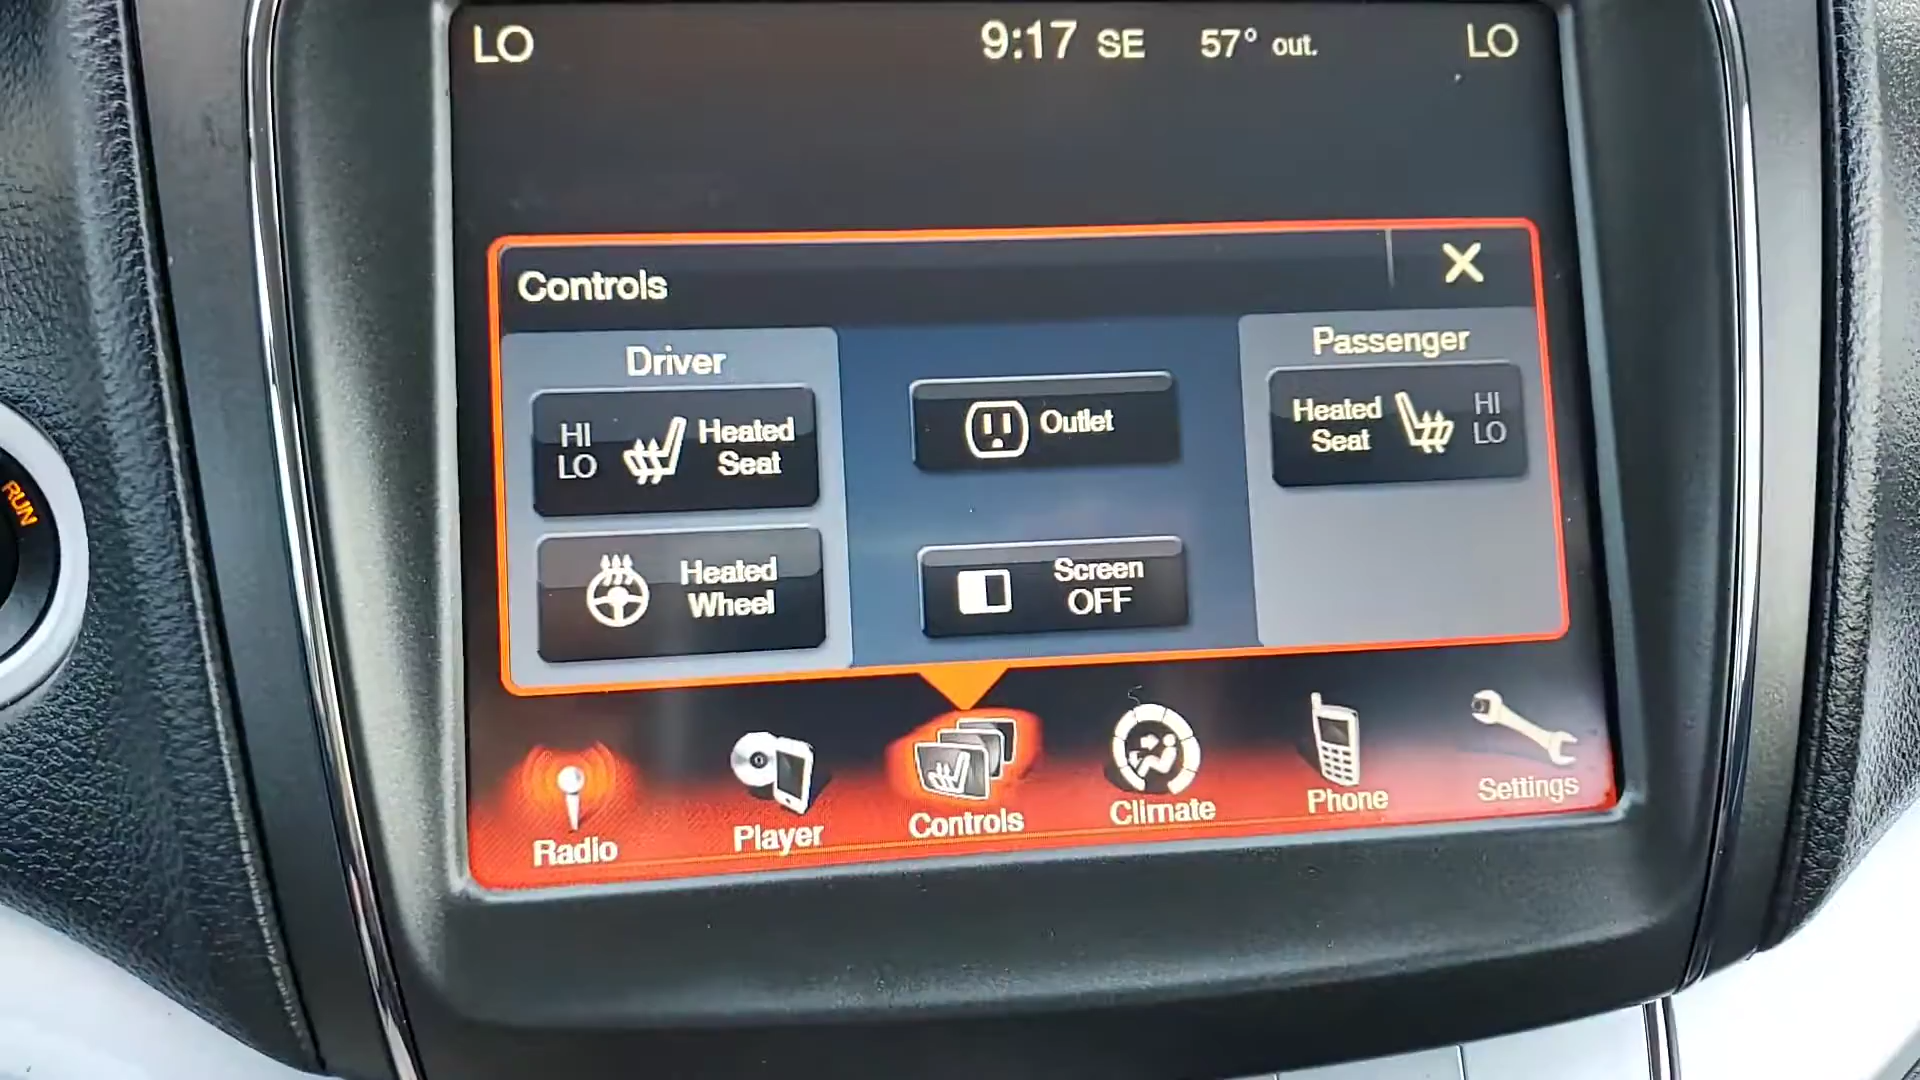 LO 9:17 SE 57° out. LO
Controls X
Driver
HI
LO
Heated
Seat
Heated
Wheel
Outlet
Screen
OFF
Passenger
Heated
Seat
HI
LO
Radio Player Controls Climate Phone Settings
RUN